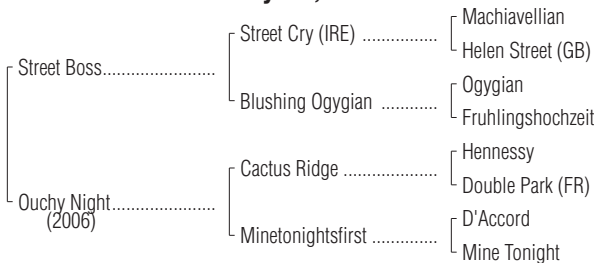 Machiavellian
Street Cry (IRE) ................
Helen Street (GB)
Street Boss........................
Ogygian
Blushing Ogygian ............
Fruhlingshochzeit
Hennessy
Cactus Ridge ....................
Double Park (FR)
Ouchy Night......................
(2006)
D'Accord
Minetonightsfirst ..............
Mine Tonight